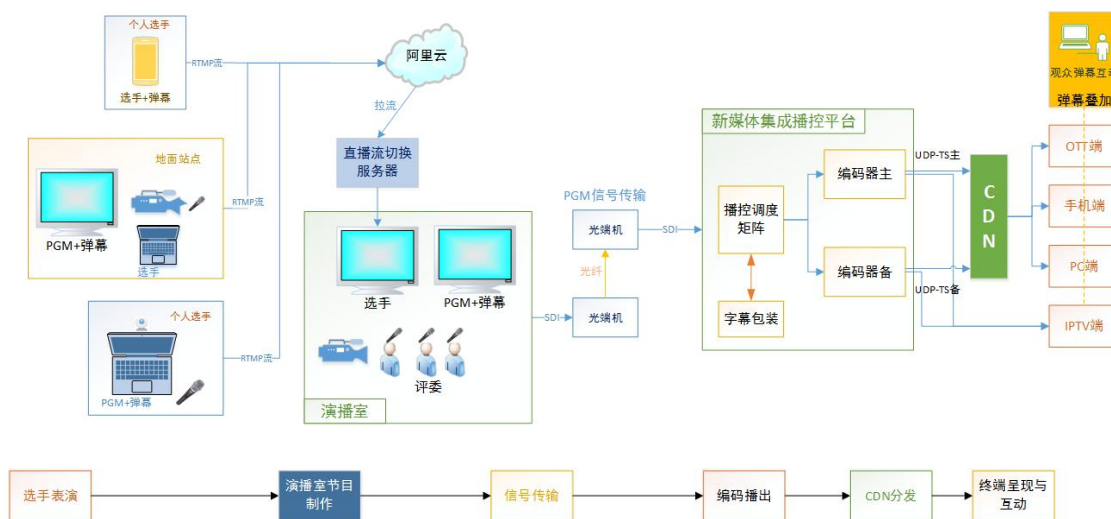 个人选手
选手+弹幕
RTMP流
阿里云
拉流
直播流切换
服务器
地面站点
PGM+弹幕
选手
RTMP流
个人选手
PGM+弹幕
RTMP流
选手
PGM+弹幕
评委
演播室
SDI
PGM信号传输
光端机
光纤
光端机
SDI
新媒体集成播控平台
播控调度
矩阵
字幕包装
编码器主
编码器备
UDP-TS主
UDP-TS备
CDN
观众弹幕互动
弹幕叠加
OTT端
手机端
PC端
IPTV端
选手表演
演播室节目
制作
信号传输
编码播出
CDN分发
终端呈现与
互动